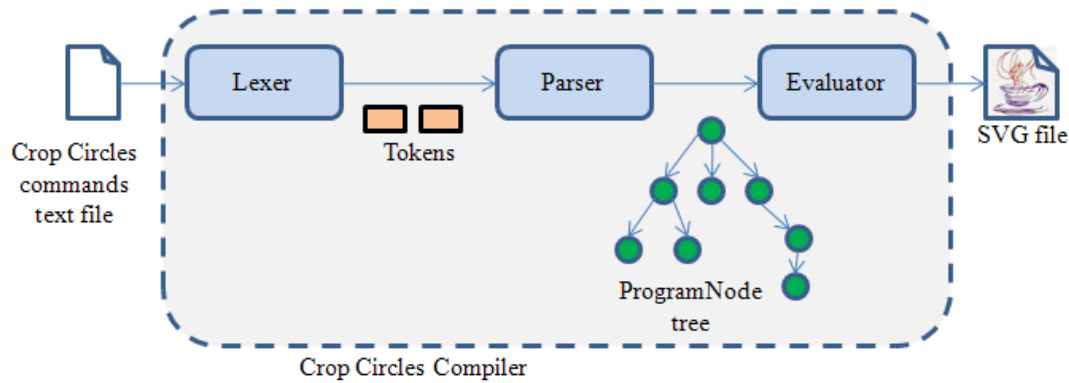 Lexer
Parser
Evaluator
Tokens
SVG file
Crop Circles
commands
text file
ProgramNode
tree
Crop Circles Compiler